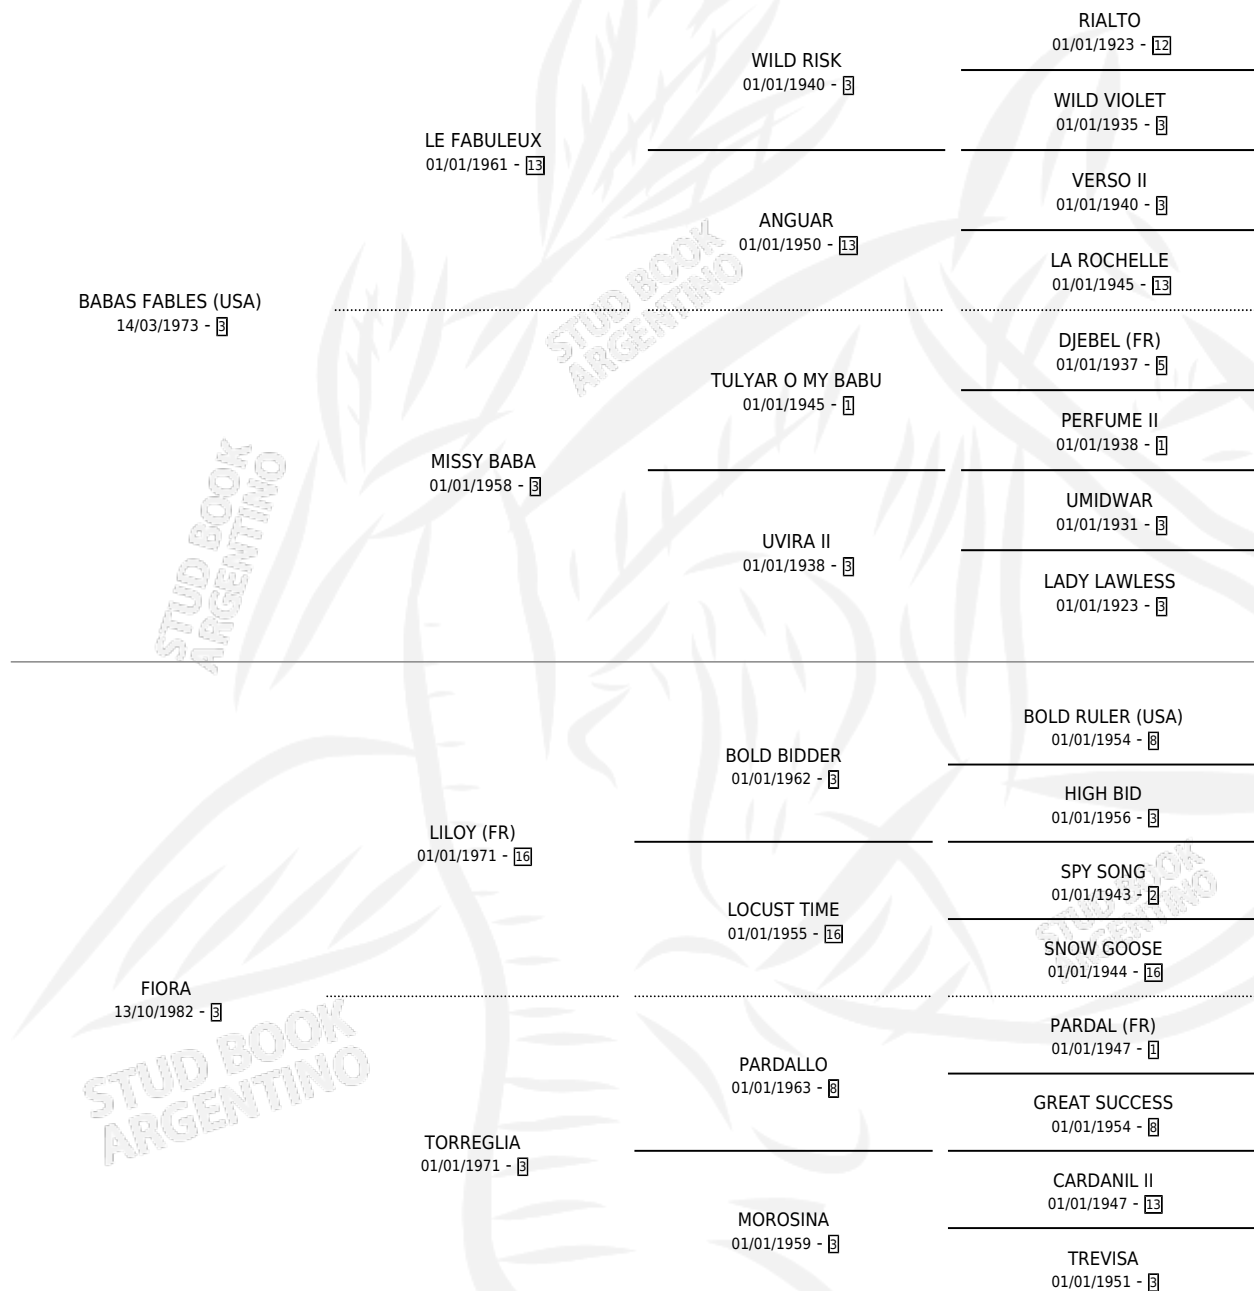 RIALTO
01/01/1923 - 12
WILD RISK
01/01/1940 - 3
WILD VIOLET
01/01/1935 - 3
LE FABULEUX
01/01/1961 - 13
VERSO II
01/01/1940 - 3
ANGUAR
01/01/1950 - 13
LA ROCHELLE
01/01/1945 - 13
BABAS FABLES (USA)
14/03/1973 - 3
DJEBEL (FR)
01/01/1937 - 5
TULYAR O MY BABU
01/01/1945 - 1
PERFUME II
01/01/1938 - 1
MISSY BABA
01/01/1958 - 3
UMIDWAR
01/01/1931 - 3
UVIRA II
01/01/1938 - 3
LADY LAWLESS
01/01/1923 - 3
BOLD RULER (USA)
01/01/1954 - 8
BOLD BIDDER
01/01/1962 - 3
HIGH BID
01/01/1956 - 3
LILOY (FR)
01/01/1971 - 16
SPY SONG
01/01/1943 - 2
LOCUST TIME
01/01/1955 - 16
SNOW GOOSE
01/01/1944 - 16
FIORA
13/10/1982 - 3
PARDAL (FR)
01/01/1947 - 1
PARDALLO
01/01/1963 - 8
GREAT SUCCESS
01/01/1954 - 8
TORREGLIA
01/01/1971 - 3
CARDANIL II
01/01/1947 - 13
MOROSINA
01/01/1959 - 3
TREVISA
01/01/1951 - 3
STUD BOOK
ARGENTINO
STUD BOOK
ARGENTINO
STUD BOOK
ARGENTINO
STUD BOOK
ARGENTINO